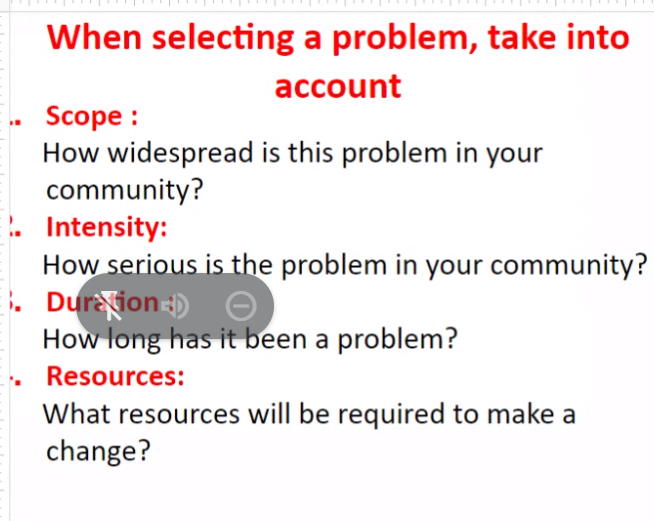 When selecting a problem, take into
account
Scope :
How widespread is this problem in your
community?
Intensity:
How serious is the problem in your community?
Duration:
How long has it been a problem?
Resources:
What resources will be required to make a
change?